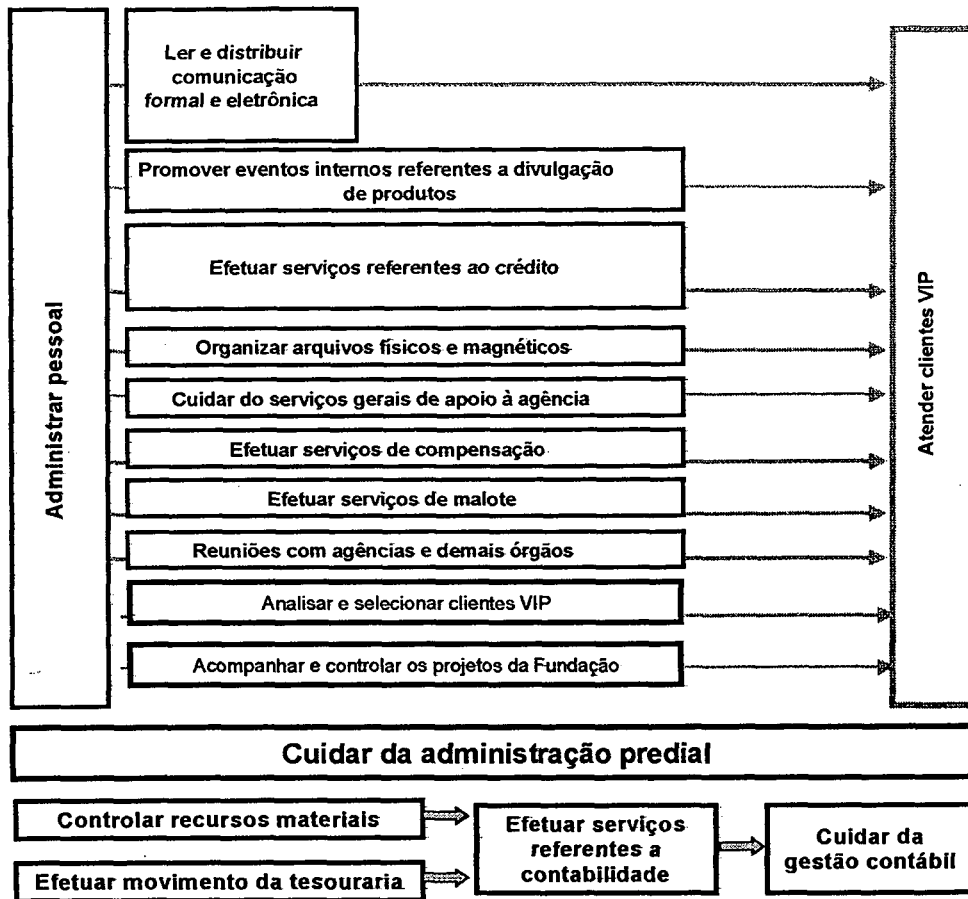 Ler e distribuir
comunicação
formal e eletrônica
Promover eventos internos referentes a divulgação
de produtos
Efetuar serviços referentes ao crédito
Organizar arquivos físicos e magnéticos
Cuidar do serviços gerais de apoio à agência
Efetuar serviços de compensação
Efetuar serviços de malote
Reuniões com agências e demais órgãos
Analisar e selecionar clientes VIP
Acompanhar e controlar os projetos da Fundação
Administrar pessoal
Atender clientes VIP
Cuidar da administração predial
Controlar recursos materiais
Efetuar movimento da tesouraria
Efetuar serviços
referentes a
contabilidade
Cuidar da
gestão contábil